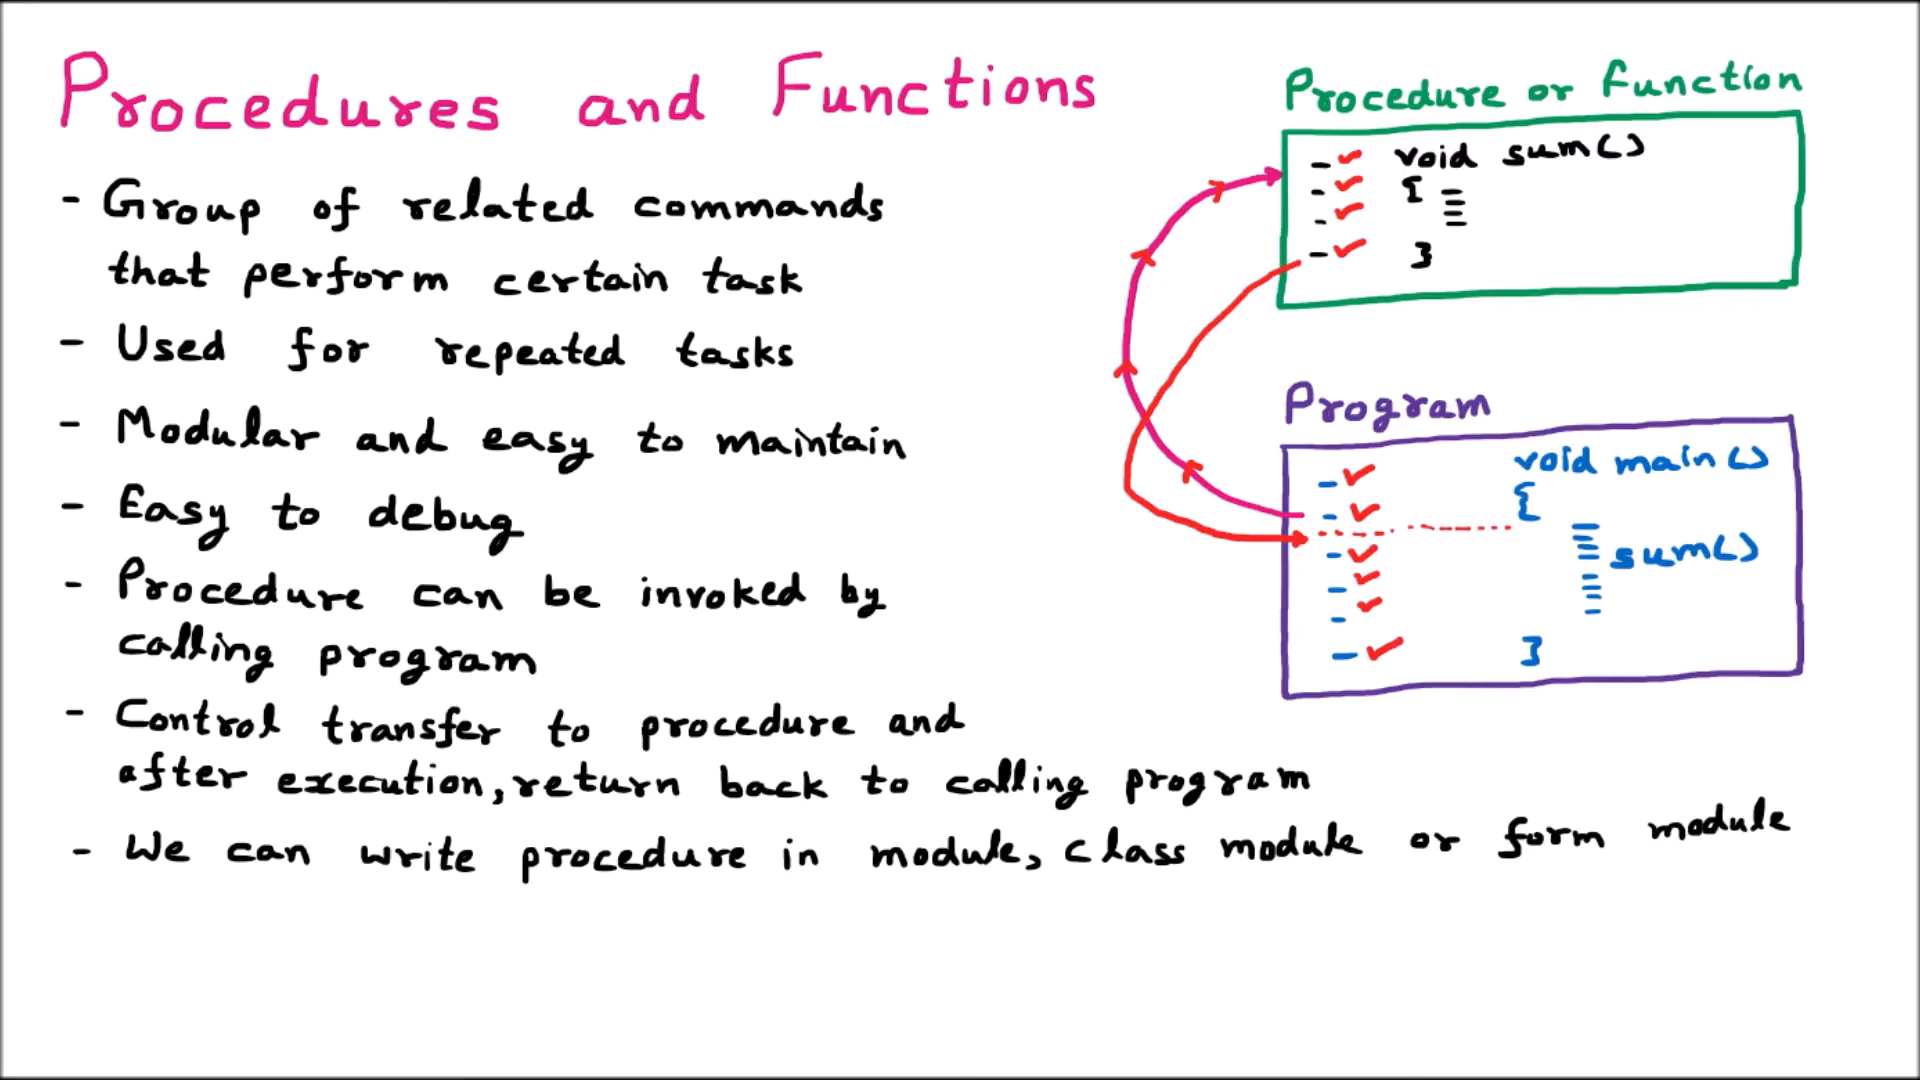 Procedures and Functions
- Group of related commands
that perform certain task
- Used for repeated tasks
- Modular and easy to maintain
- Easy to debug
- Procedure can be invoked by
calling program
- Control transfer to procedure and
after execution, return back to calling program
- We can write procedure in module, class module or form module
Procedure or function
void sum()
{
}
Program
void main()
{
sum()
}